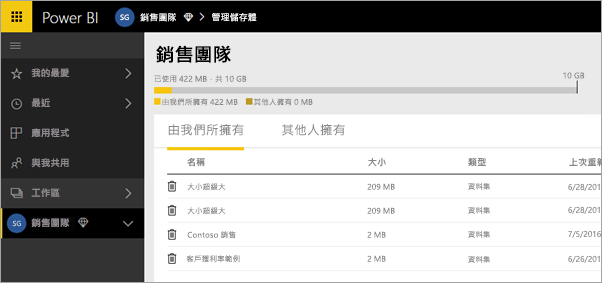 Power BI SG 銷售團隊 > 管理儲存體
我的最愛
最近
應用程式
與我共用
工作區
SG 銷售團隊
銷售團隊
已使用 422 MB，共 10 GB
10 GB
由我們所擁有 422 MB 其他人擁有 0 MB
由我們所擁有 其他人擁有
名稱 大小 類型 上次重新
大小超級大 209 MB 資料集 6/28/201
大小超級大 209 MB 資料集 6/28/201
Contoso 銷售 2 MB 資料集 7/5/2016
客戶獲利率範例 2 MB 資料集 6/26/201